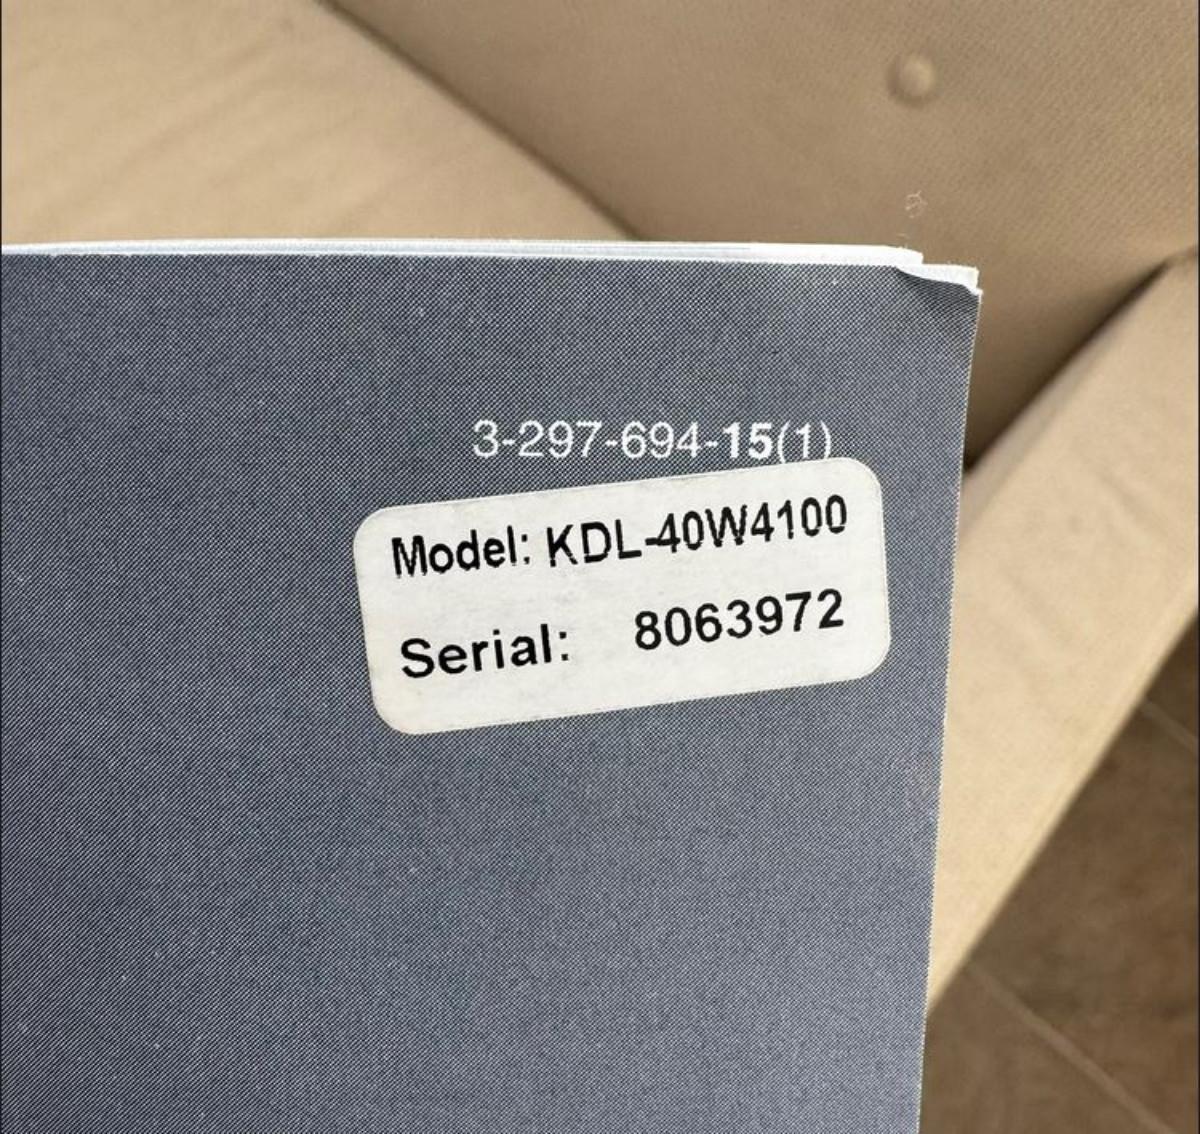 3-297-694-15(1)
Model: KDL-40W4100
Serial: 8063972